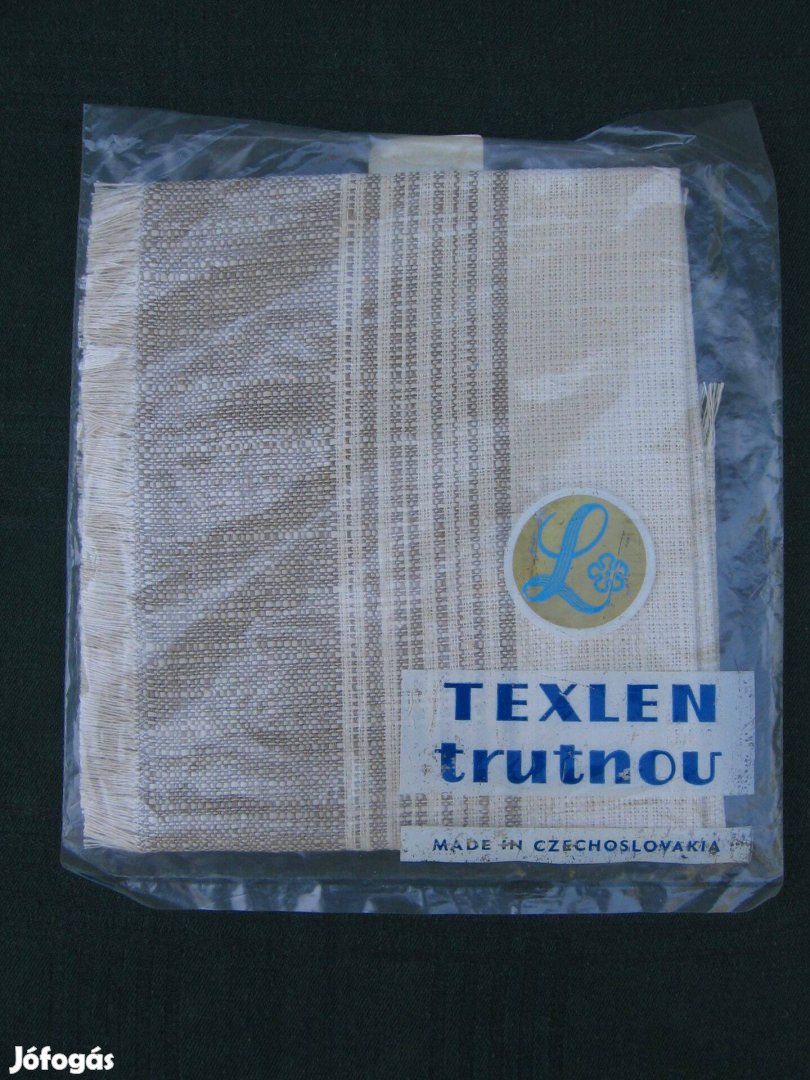 L
TEXLEN
trutnov
MADE IN CZECHOSLOVAKIA
Jófogás